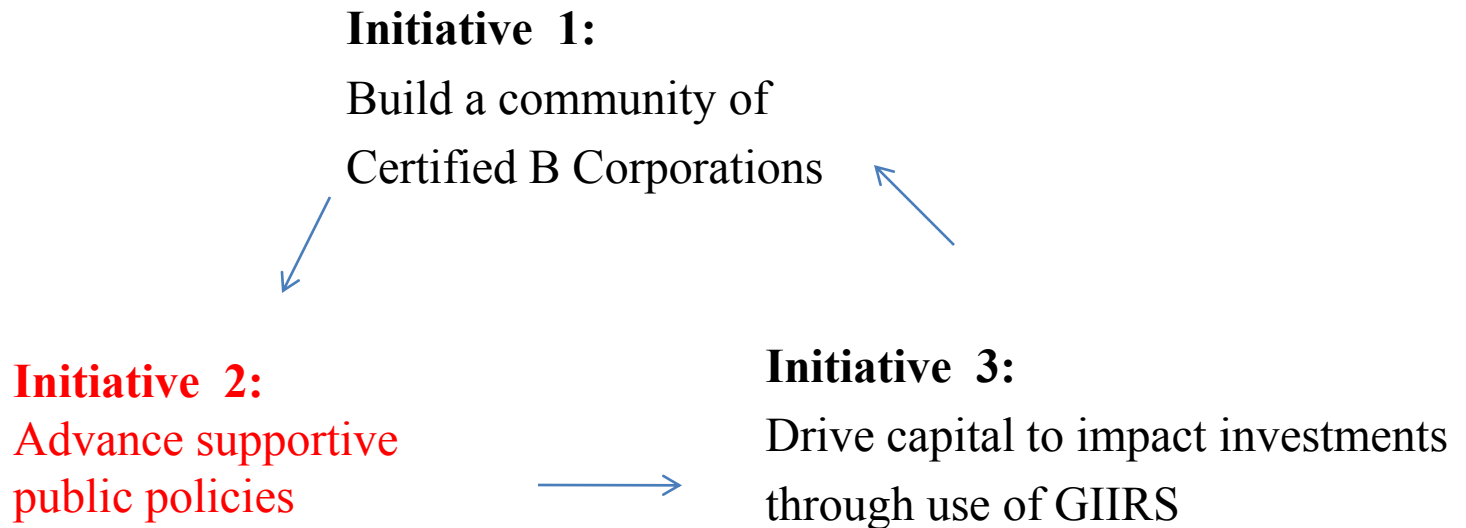 Initiative 1:
Build a community of
Certified B Corporations
Initiative 2:
Advance supportive
public policies
Initiative 3:
Drive capital to impact investments
through use of GIIRS